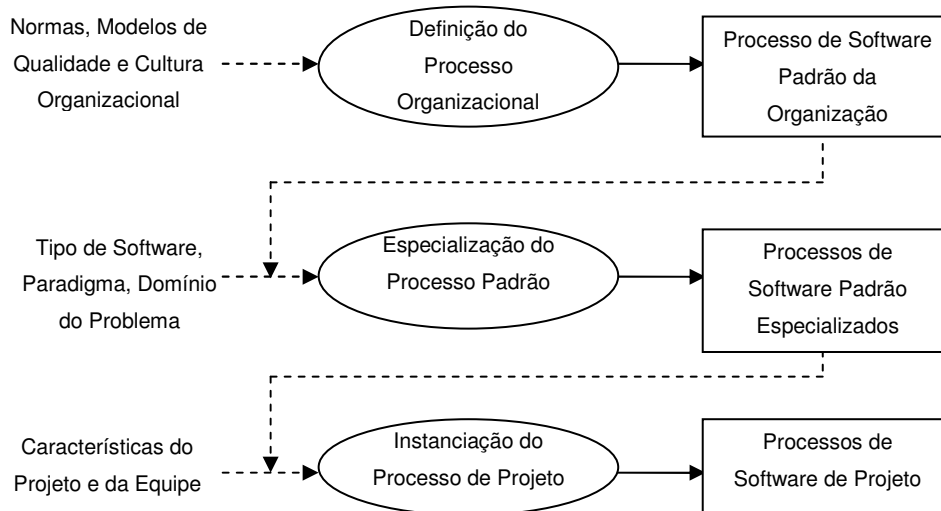 Normas, Modelos de
Qualidade e Cultura
Organizacional
Definição do
Processo
Organizacional
Processo de Software
Padrão da
Organização
Tipo de Software,
Paradigma, Domínio
do Problema
Especialização do
Processo Padrão
Processos de
Software Padrão
Especializados
Características do
Projeto e da Equipe
Instanciação do
Processo de Projeto
Processos de
Software de Projeto